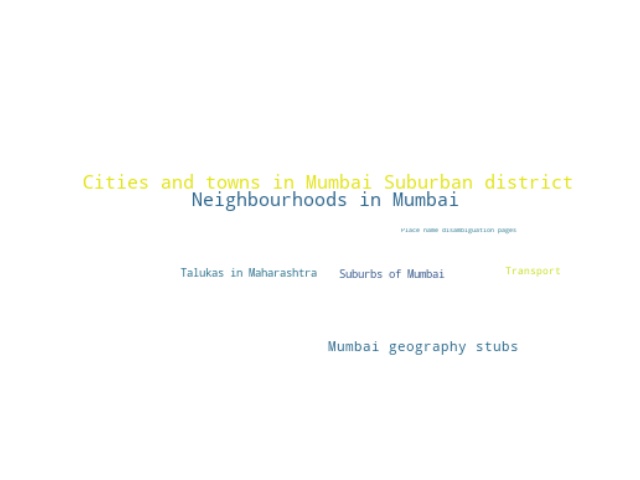 Cities and towns in Mumbai Suburban district
Neighbourhoods in Mumbai
Place name disambiguation pages
Talukas in Maharashtra
Suburbs of Mumbai
Transport
Mumbai geography stubs